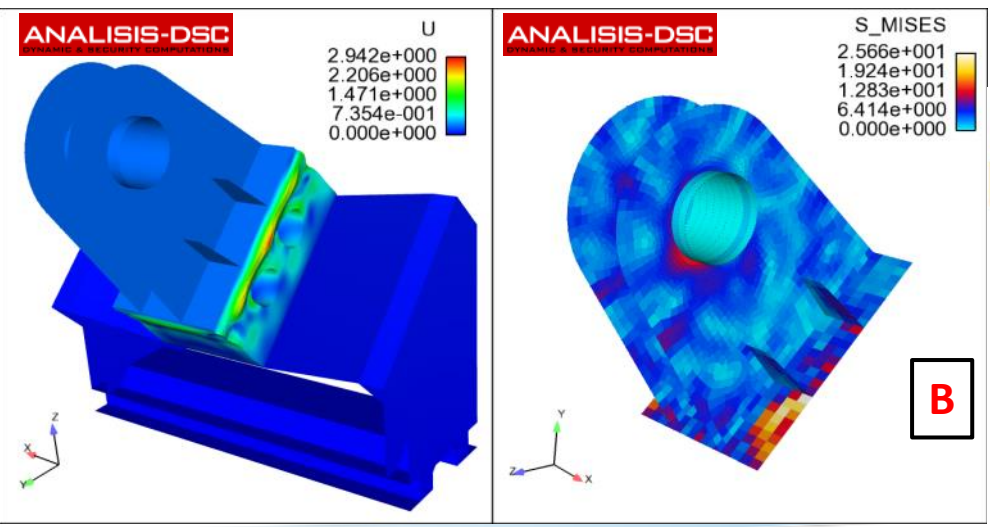 ANALISIS-DSC
DYNAMIC & SECURITY COMPUTATIONS
U
2.942e+000
2.206e+000
1.471e+000
7.354e-001
0.000e+000
Z
X
Y
ANALISIS-DSC
DYNAMIC & SECURITY COMPUTATIONS
S_MISES
2.566e+001
1.924e+001
1.283e+001
6.414e+000
0.000e+000
B
Y
Z
X